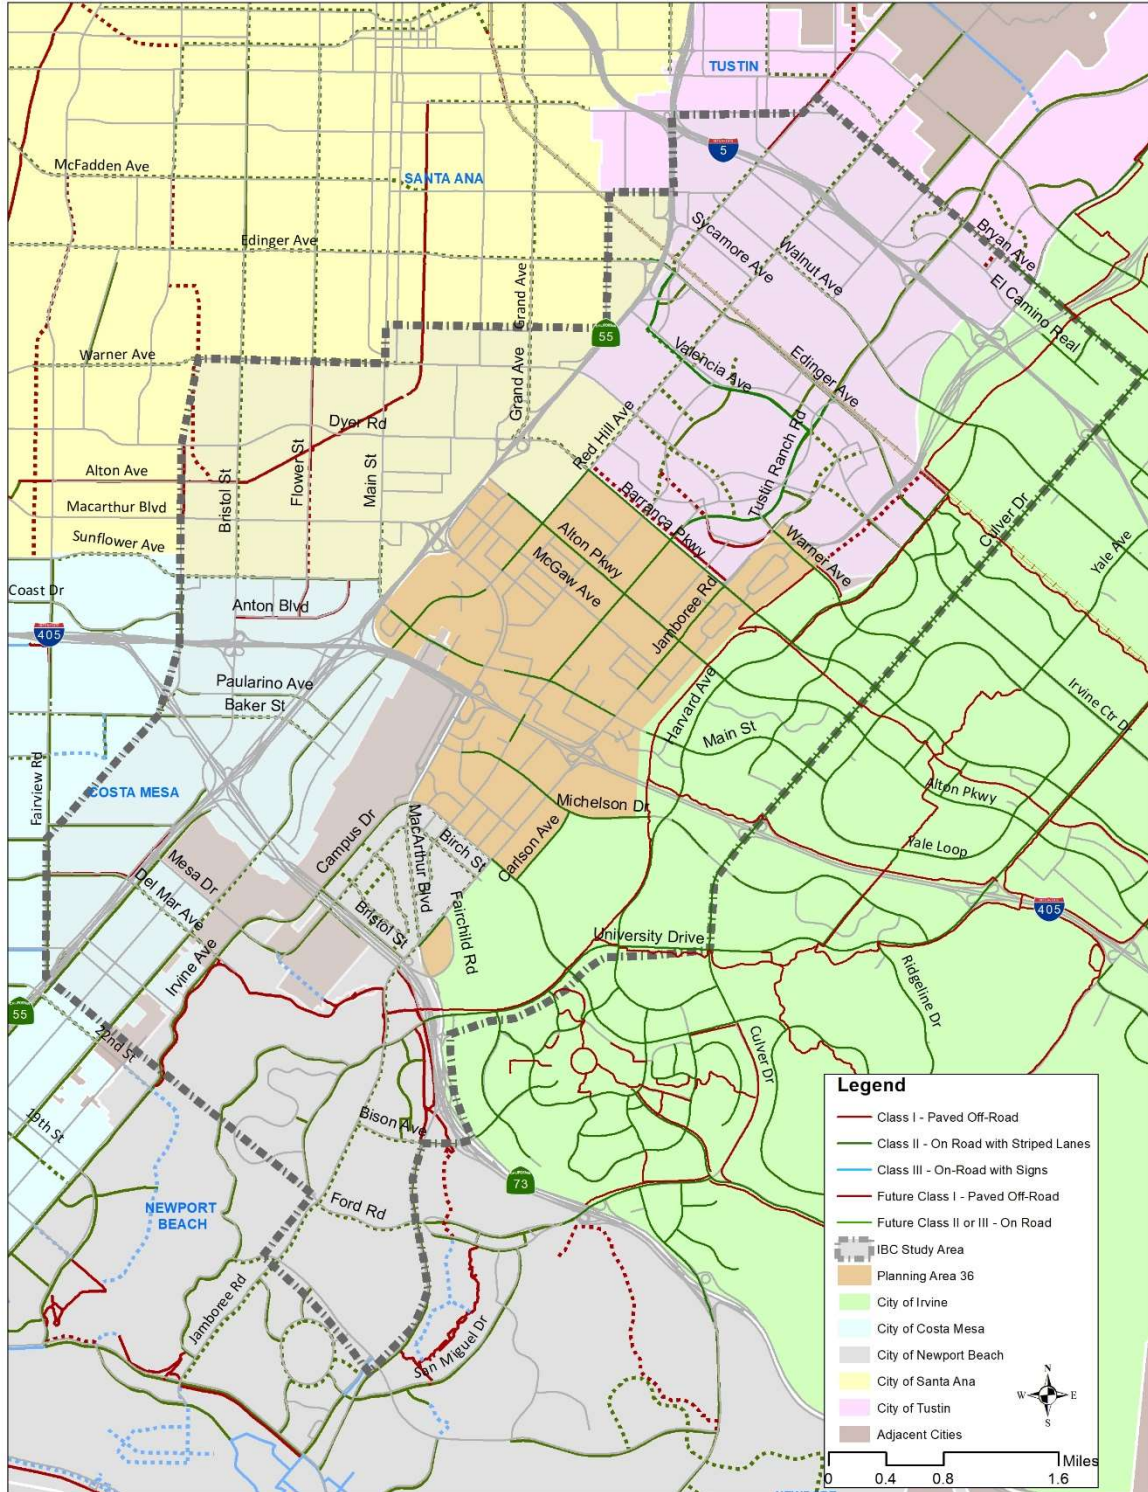 TUSTIN
5
McFadden Ave
SANTA ANA
Sycamore Ave
Walnut Ave
Bryan Ave
El Camino Real
Edinger Ave
Grand Ave
55
Warner Ave
Grand Ave
Valencia Ave
Edinger Ave
Dyer Rd
Red Hill Ave
Tustin Ranch Rd
Alton Ave
Bristol St
Flower St
Main St
Barranca Pkwy
Culver Dr
Macarthur Blvd
Sunflower Ave
Alton Pkwy
McGaw Ave
Warner Ave
Yale Ave
Coast Dr
Anton Blvd
Jamboree Rd
405
Paularino Ave
Baker St
Harvard Ave
Main St
Irvine Ctr Dr
Fairview Rd
COSTA MESA
Alton Pkwy
Michelson Dr
Campus Dr
MacArthur Blvd
Birch St
Carlson Ave
Yale Loop
Mesa Dr
Del Mar Ave
Bristol St
Fairchild Rd
405
Irvine Ave
University Drive
Ridgeline Dr
55
22nd St
Culver Dr
19th St
Bison Ave
73
NEWPORT
BEACH
Ford Rd
Jamboree Rd
San Miguel Dr
Legend
Class I - Paved Off-Road
Class II - On Road with Striped Lanes
Class III - On-Road with Signs
Future Class I - Paved Off-Road
Future Class II or III - On Road
IBC Study Area
Planning Area 36
City of Irvine
City of Costa Mesa
City of Newport Beach
City of Santa Ana
City of Tustin
Adjacent Cities
N
W E
S
Miles
0 0.4 0.8 1.6